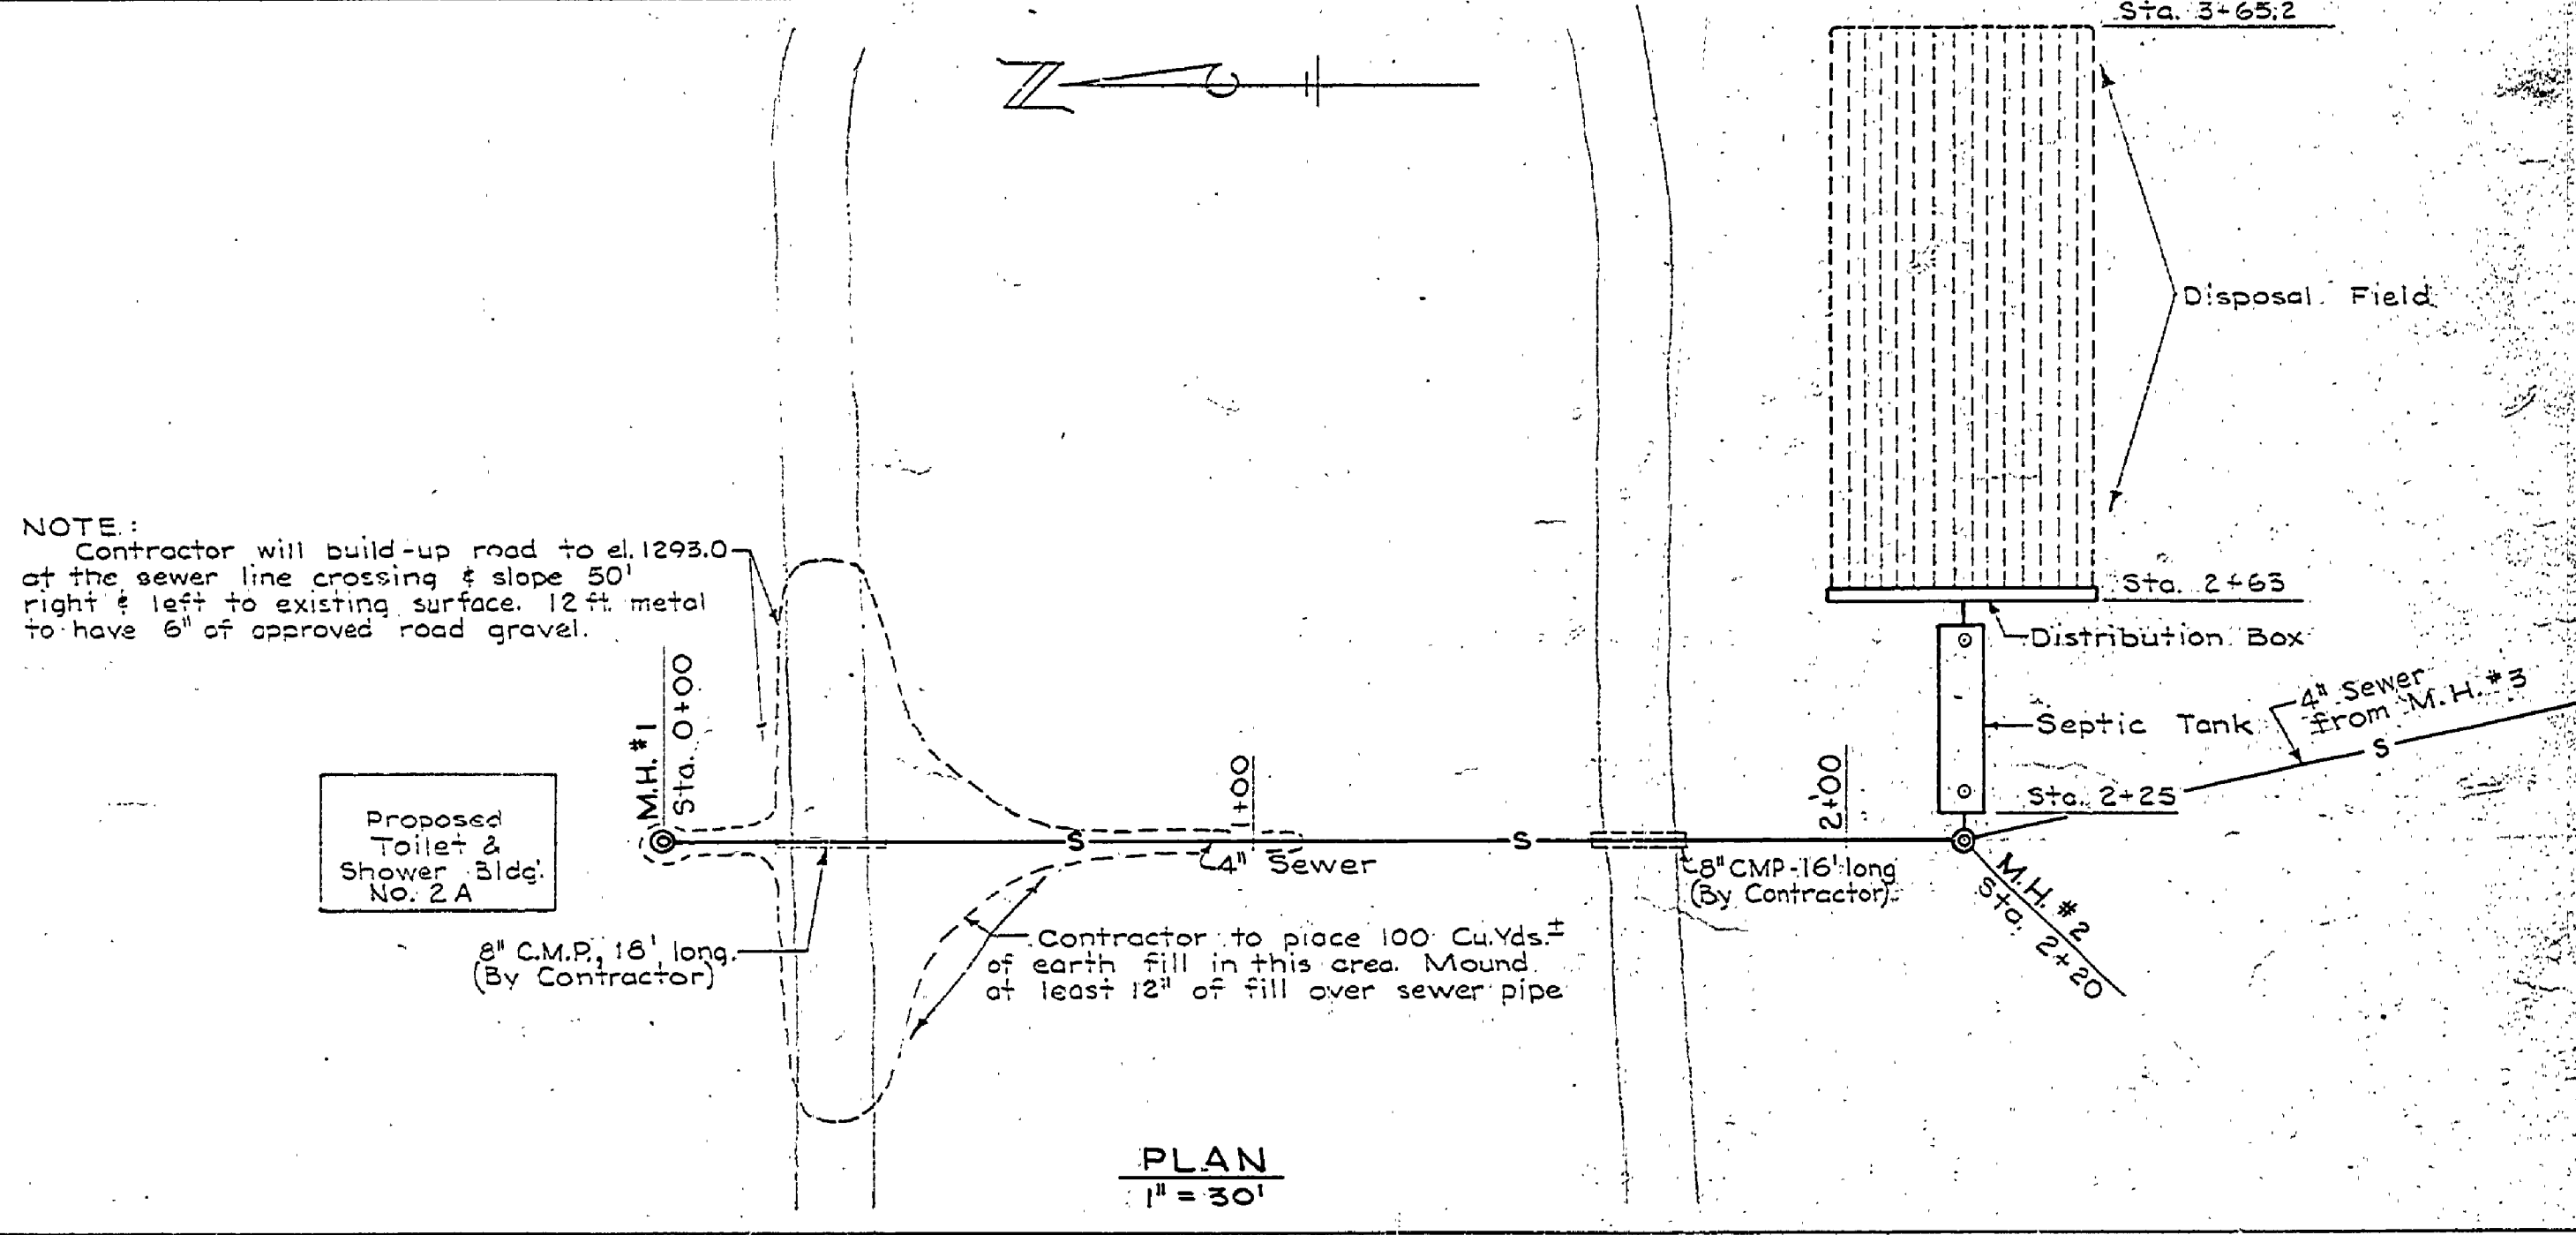 Sta. 3+65.2
N
Disposal Field
NOTE:
Contractor will build-up road to el. 1293.0
at the sewer line crossing & slope 50'
right & left to existing surface. 12 ft. metal
to have 6" of approved road gravel.
Sta. 2+63
Distribution Box
M.H. #1
Sta. 0+00
4" Sewer
from M.H. #3
Septic Tank
S
1+00
2+00
Sta. 2+25
Proposed
Toilet &
Shower Bldg.
No. 2A
S
S
4" Sewer
8" CMP-16' long
(By Contractor)
M.H. #2
Sta. 2+20
8" C.M.P., 18' long.
(By Contractor)
Contractor to place 100 Cu.Yds.±
of earth fill in this area. Mound
at least 12" of fill over sewer pipe
PLAN
1" = 30'